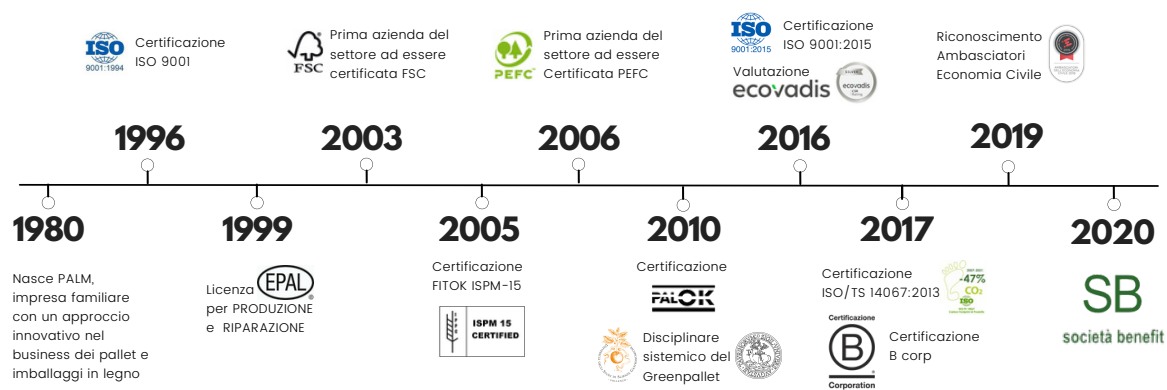 ISO
9001:1994
Certificazione
ISO 9001
1996
FSC
Prima azienda del
settore ad essere
certificata FSC
2003
PEFC
Prima azienda del
settore ad essere
Certificata PEFC
2006
ISO
9001:2015
Certificazione
ISO 9001:2015
Valutazione
ecovadis
ecovadis
2016
Riconoscimento
Ambasciatori
Economia Civile
2019
1980
Nasce PALM,
impresa familiare
con un approccio
innovativo nel
business dei pallet e
imballaggi in legno
1999
Licenza
EPAL
per PRODUZIONE
e RIPARAZIONE
2005
Certificazione
FITOK ISPM-15
ISPM 15
CERTIFIED
2010
Certificazione
PALOK
Disciplinare
sistemico del
Greenpallet
2017
Certificazione
ISO/TS 14067:2013
-47%
CO2
ISO
Certificazione
B
Corporation
Certificazione
B corp
2020
SB
società benefit